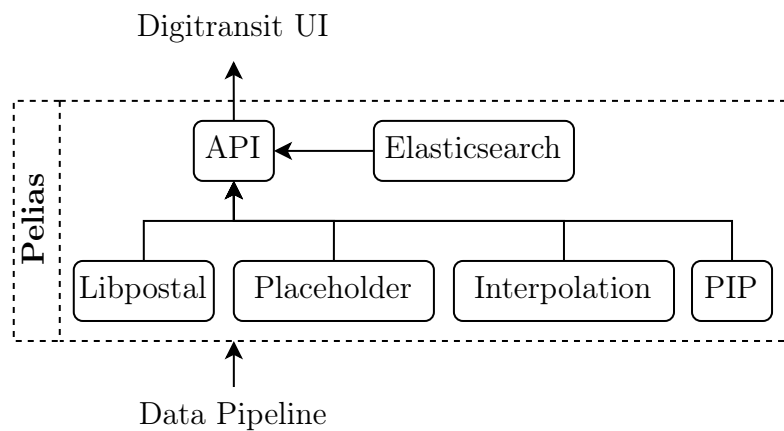 Digitransit UI
API
Elasticsearch
Pelias
Libpostal
Placeholder
Interpolation
PIP
Data Pipeline